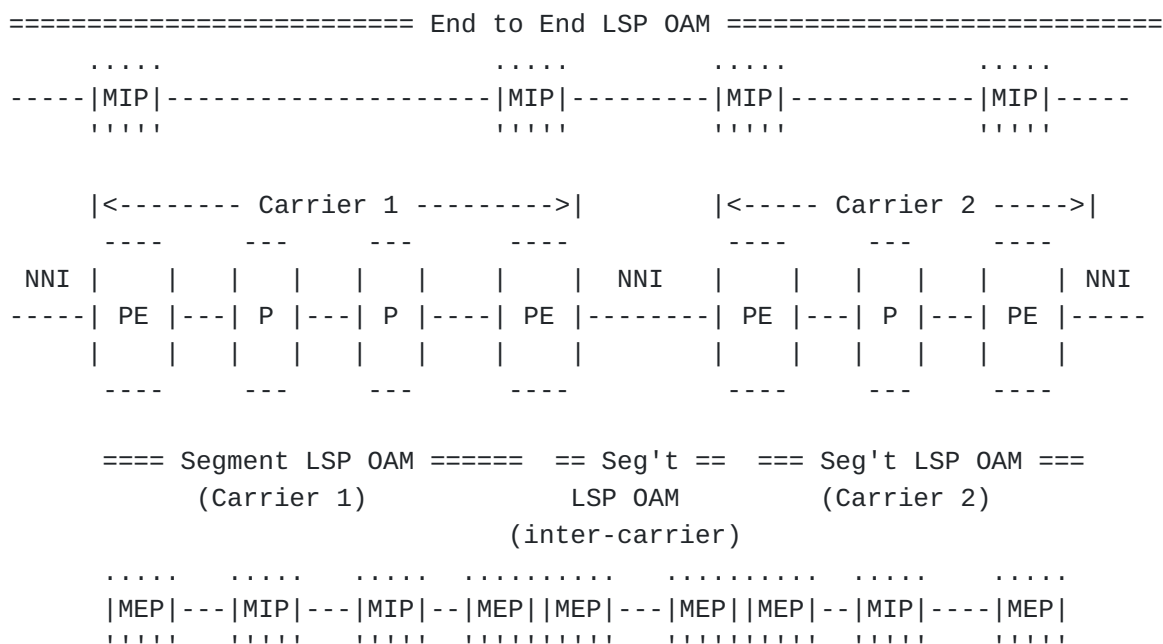 ========================== End to End LSP OAM ============================
     .....                      .....          .....            .....
-----|MIP|---------------------|MIP|---------|MIP|------------|MIP|-----
     '''''                      '''''          '''''            '''''
     |<-------- Carrier 1 --------->|         |<----- Carrier 2 ----->|
      ----     ---     ---      ----          ----     ---     ----
 NNI |    |   |   |   |   |    |    |  NNI   |    |   |   |   |    | NNI
-----| PE |---| P |---| P |----| PE |--------| PE |---| P |---| PE |-----
     |    |   |   |   |   |    |    |        |    |   |   |   |    |
      ----     ---     ---      ----          ----     ---     ----
      ==== Segment LSP OAM ======  == Seg't ==  === Seg't LSP OAM ===
            (Carrier 1)             LSP OAM         (Carrier 2)
                                (inter-carrier)
      .....   .....   .....  ..........   ..........  .....    .....
      |MEP|---|MIP|---|MIP|--|MEP||MEP|---|MEP||MEP|--|MIP|----|MEP|
      '''''   '''''   '''''  ''''''''''   ''''''''''  '''''    '''''